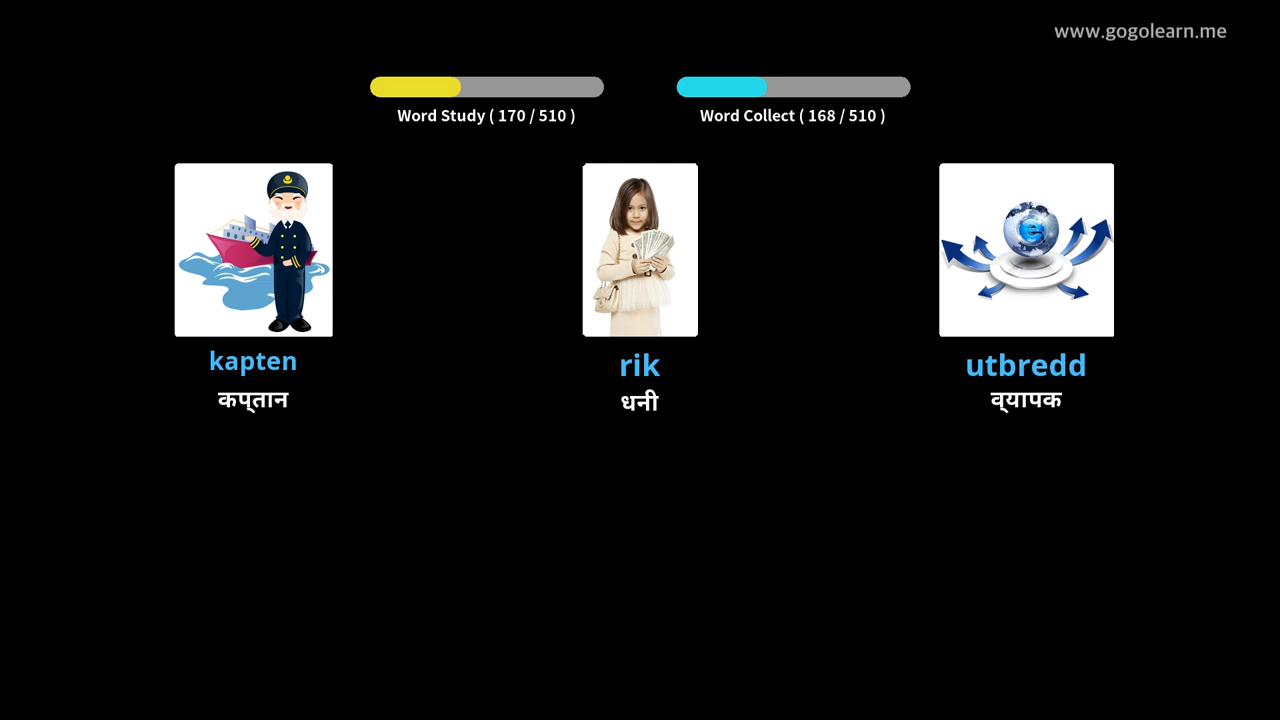 www.gogolearn.me
Word Study ( 170 / 510 )
Word Collect ( 168 / 510 )
kapten
rik
utbredd
कप्तान
धनी
व्यापक